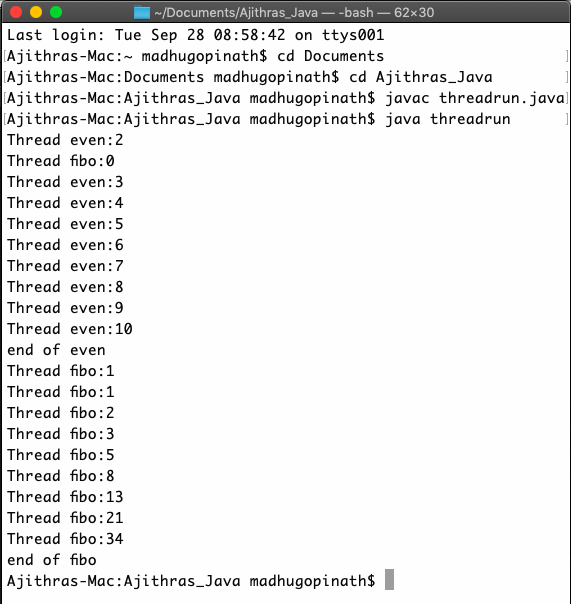 ~/Documents/Ajithras_Java — -bash — 62×30
Last login: Tue Sep 28 08:58:42 on ttys001
[Ajithras-Mac:~ madhugopinath$ cd Documents ]
[Ajithras-Mac:Documents madhugopinath$ cd Ajithras_Java ]
[Ajithras-Mac:Ajithras_Java madhugopinath$ javac threadrun.java]
[Ajithras-Mac:Ajithras_Java madhugopinath$ java threadrun ]
Thread even:2
Thread fibo:0
Thread even:3
Thread even:4
Thread even:5
Thread even:6
Thread even:7
Thread even:8
Thread even:9
Thread even:10
end of even
Thread fibo:1
Thread fibo:1
Thread fibo:2
Thread fibo:3
Thread fibo:5
Thread fibo:8
Thread fibo:13
Thread fibo:21
Thread fibo:34
end of fibo
Ajithras-Mac:Ajithras_Java madhugopinath$